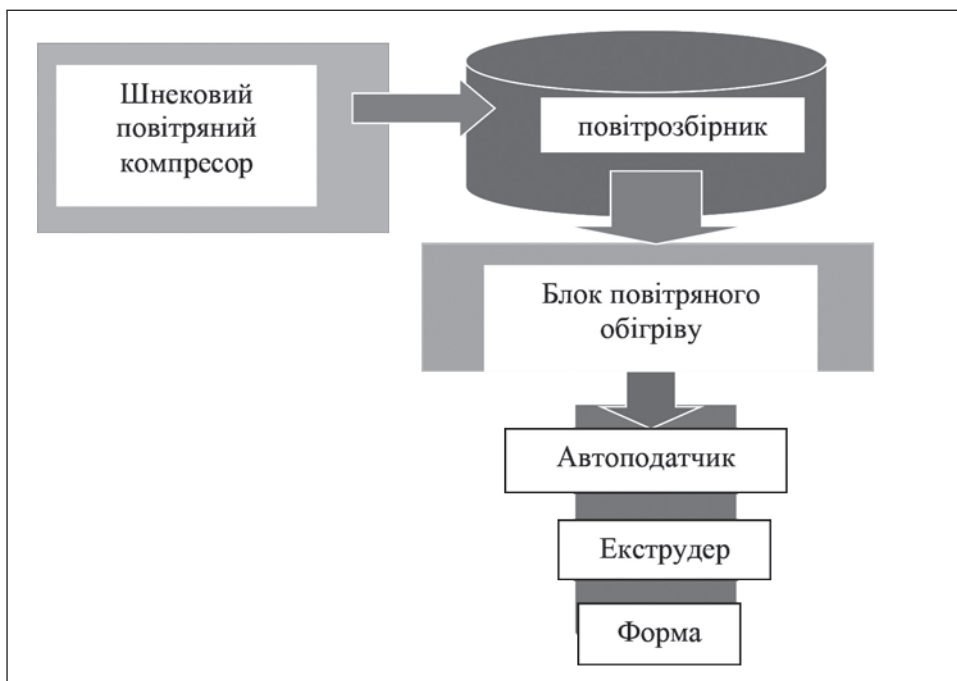 Шнековий
повітряний
компресор
повітрозбірник
Блок повітряного
обігріву
Автоподатчик
Екструдер
Форма